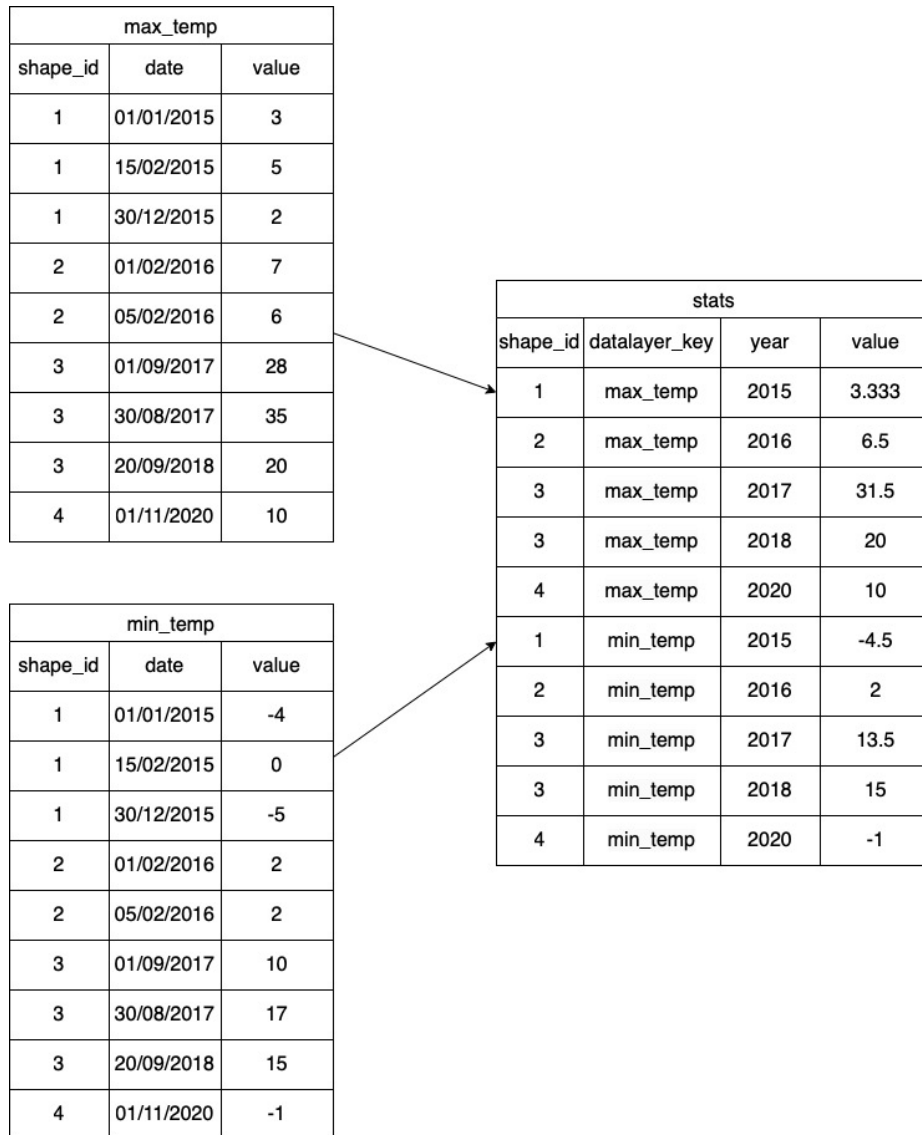 max_temp
shape_id date value
1 01/01/2015 3
1 15/02/2015 5
1 30/12/2015 2
2 01/02/2016 7
2 05/02/2016 6
3 01/09/2017 28
3 30/08/2017 35
3 20/09/2018 20
4 01/11/2020 10
min_temp
shape_id date value
1 01/01/2015 -4
1 15/02/2015 0
1 30/12/2015 -5
2 01/02/2016 2
2 05/02/2016 2
3 01/09/2017 10
3 30/08/2017 17
3 20/09/2018 15
4 01/11/2020 -1
stats
shape_id datalayer_key year value
1 max_temp 2015 3.333
2 max_temp 2016 6.5
3 max_temp 2017 31.5
3 max_temp 2018 20
4 max_temp 2020 10
1 min_temp 2015 -4.5
2 min_temp 2016 2
3 min_temp 2017 13.5
3 min_temp 2018 15
4 min_temp 2020 -1